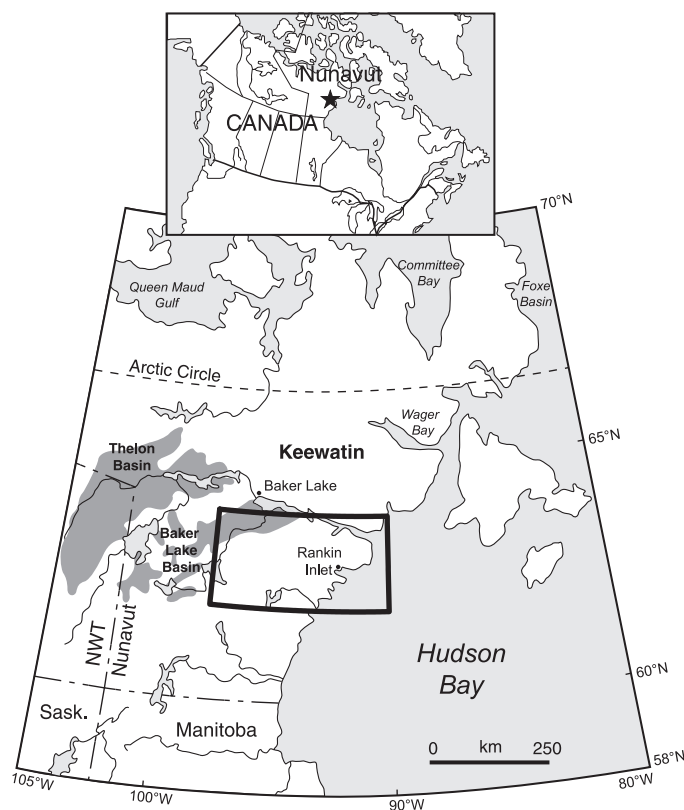 Nunavut
CANADA
70°N
Queen Maud
Gulf
Committee
Bay
Foxe
Basin
Arctic Circle
Wager
Bay
65°N
Thelon
Basin
Keewatin
Baker Lake
Baker
Lake
Basin
Rankin
Inlet
NWT
Nunavut
Hudson
Bay
60°N
Sask.
Manitoba
0 km 250
58°N
105°W
100°W
90°W
80°W